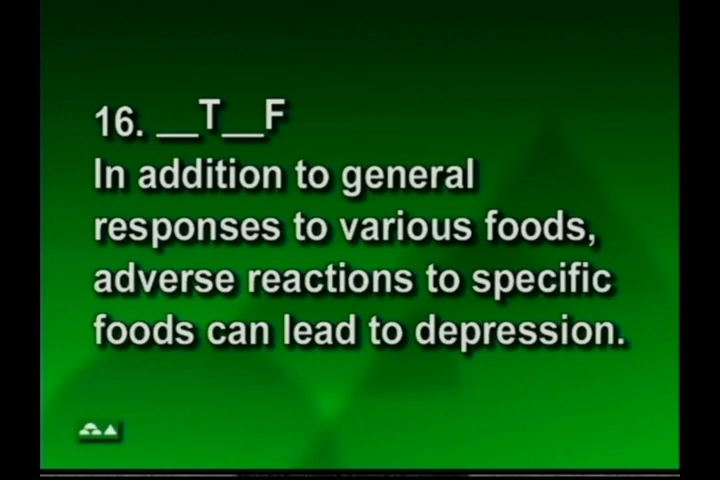 16. __T__F
In addition to general
responses to various foods,
adverse reactions to specific
foods can lead to depression.